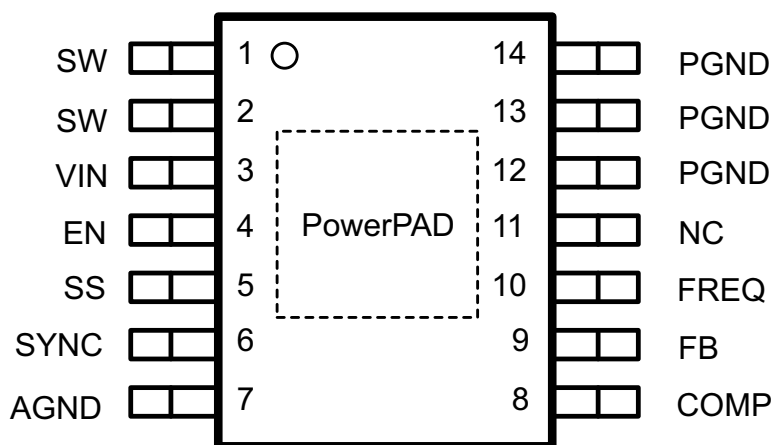 SW 1 14 PGND
SW 2 13 PGND
VIN 3 12 PGND
EN 4 PowerPAD 11 NC
SS 5 10 FREQ
SYNC 6 9 FB
AGND 7 8 COMP